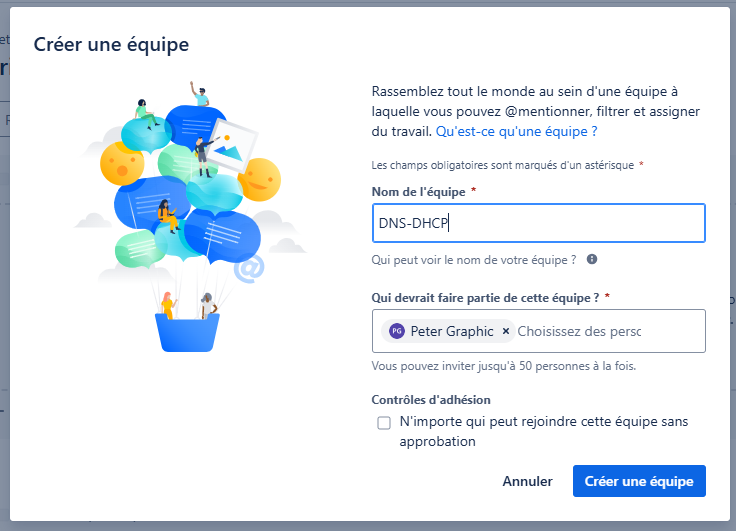 Créer une équipe
Rassemblez tout le monde au sein d'une équipe à
laquelle vous pouvez @mentionner, filtrer et assigner
du travail. Qu'est-ce qu'une équipe ?
Les champs obligatoires sont marqués d'un astérisque *
Nom de l'équipe *
DNS-DHCP
Qui peut voir le nom de votre équipe ?
Qui devrait faire partie de cette équipe ? *
PG Peter Graphic × Choisissez des persc
Vous pouvez inviter jusqu'à 50 personnes à la fois.
Contrôles d'adhésion
N'importe qui peut rejoindre cette équipe sans
approbation
Annuler Créer une équipe
@